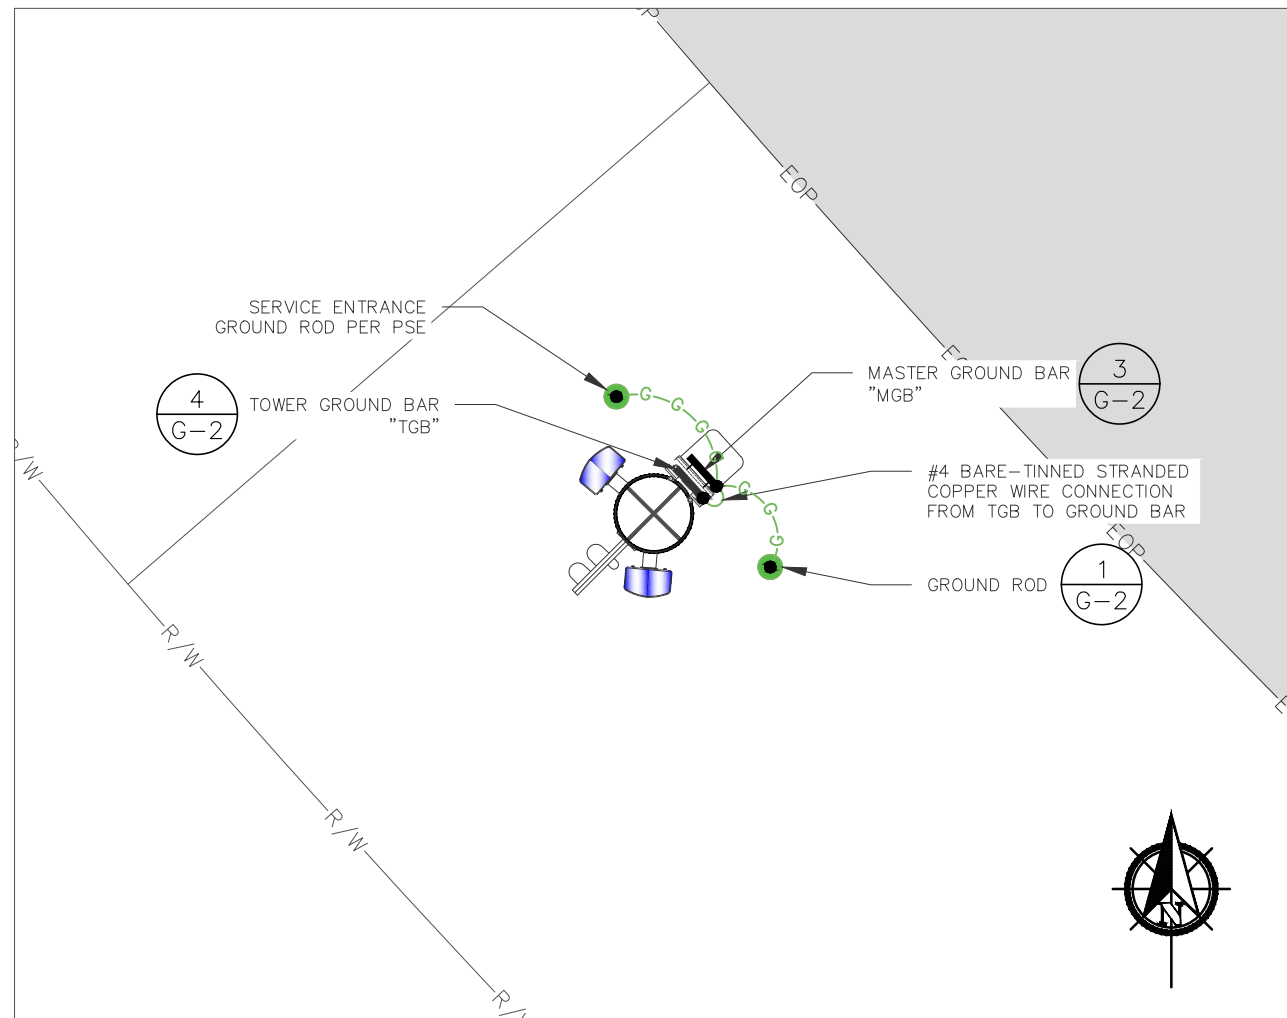 EOP
SERVICE ENTRANCE
GROUND ROD PER PSE
4
G-2
TOWER GROUND BAR
"TGB"
MASTER GROUND BAR
"MGB"
3
G-2
#4 BARE-TINNED STRANDED
COPPER WIRE CONNECTION
FROM TGB TO GROUND BAR
EOP
GROUND ROD
1
G-2
G
G
G
G
G
G
G
R/W
R/W
R/W
N